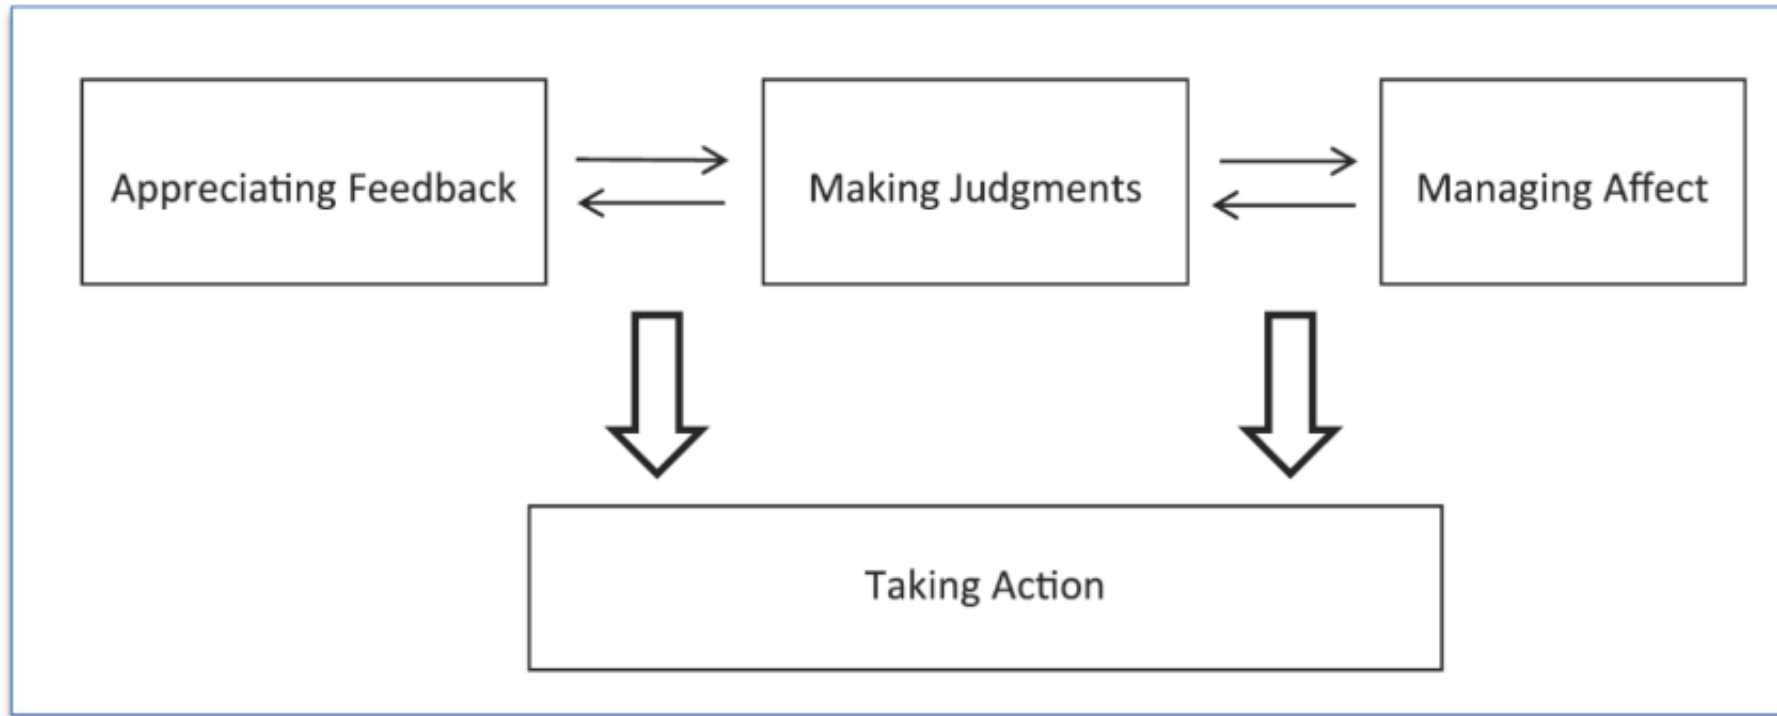 Appreciating Feedback
Making Judgments
Managing Affect
Taking Action